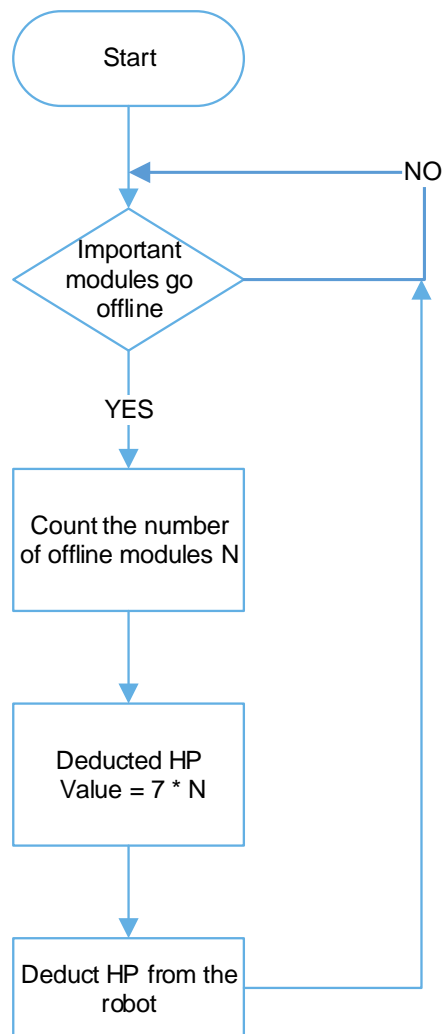 Start
NO
Important
modules go
offline
YES
Count the number
of offline modules N
Deducted HP
Value = 7 * N
Deduct HP from the
robot